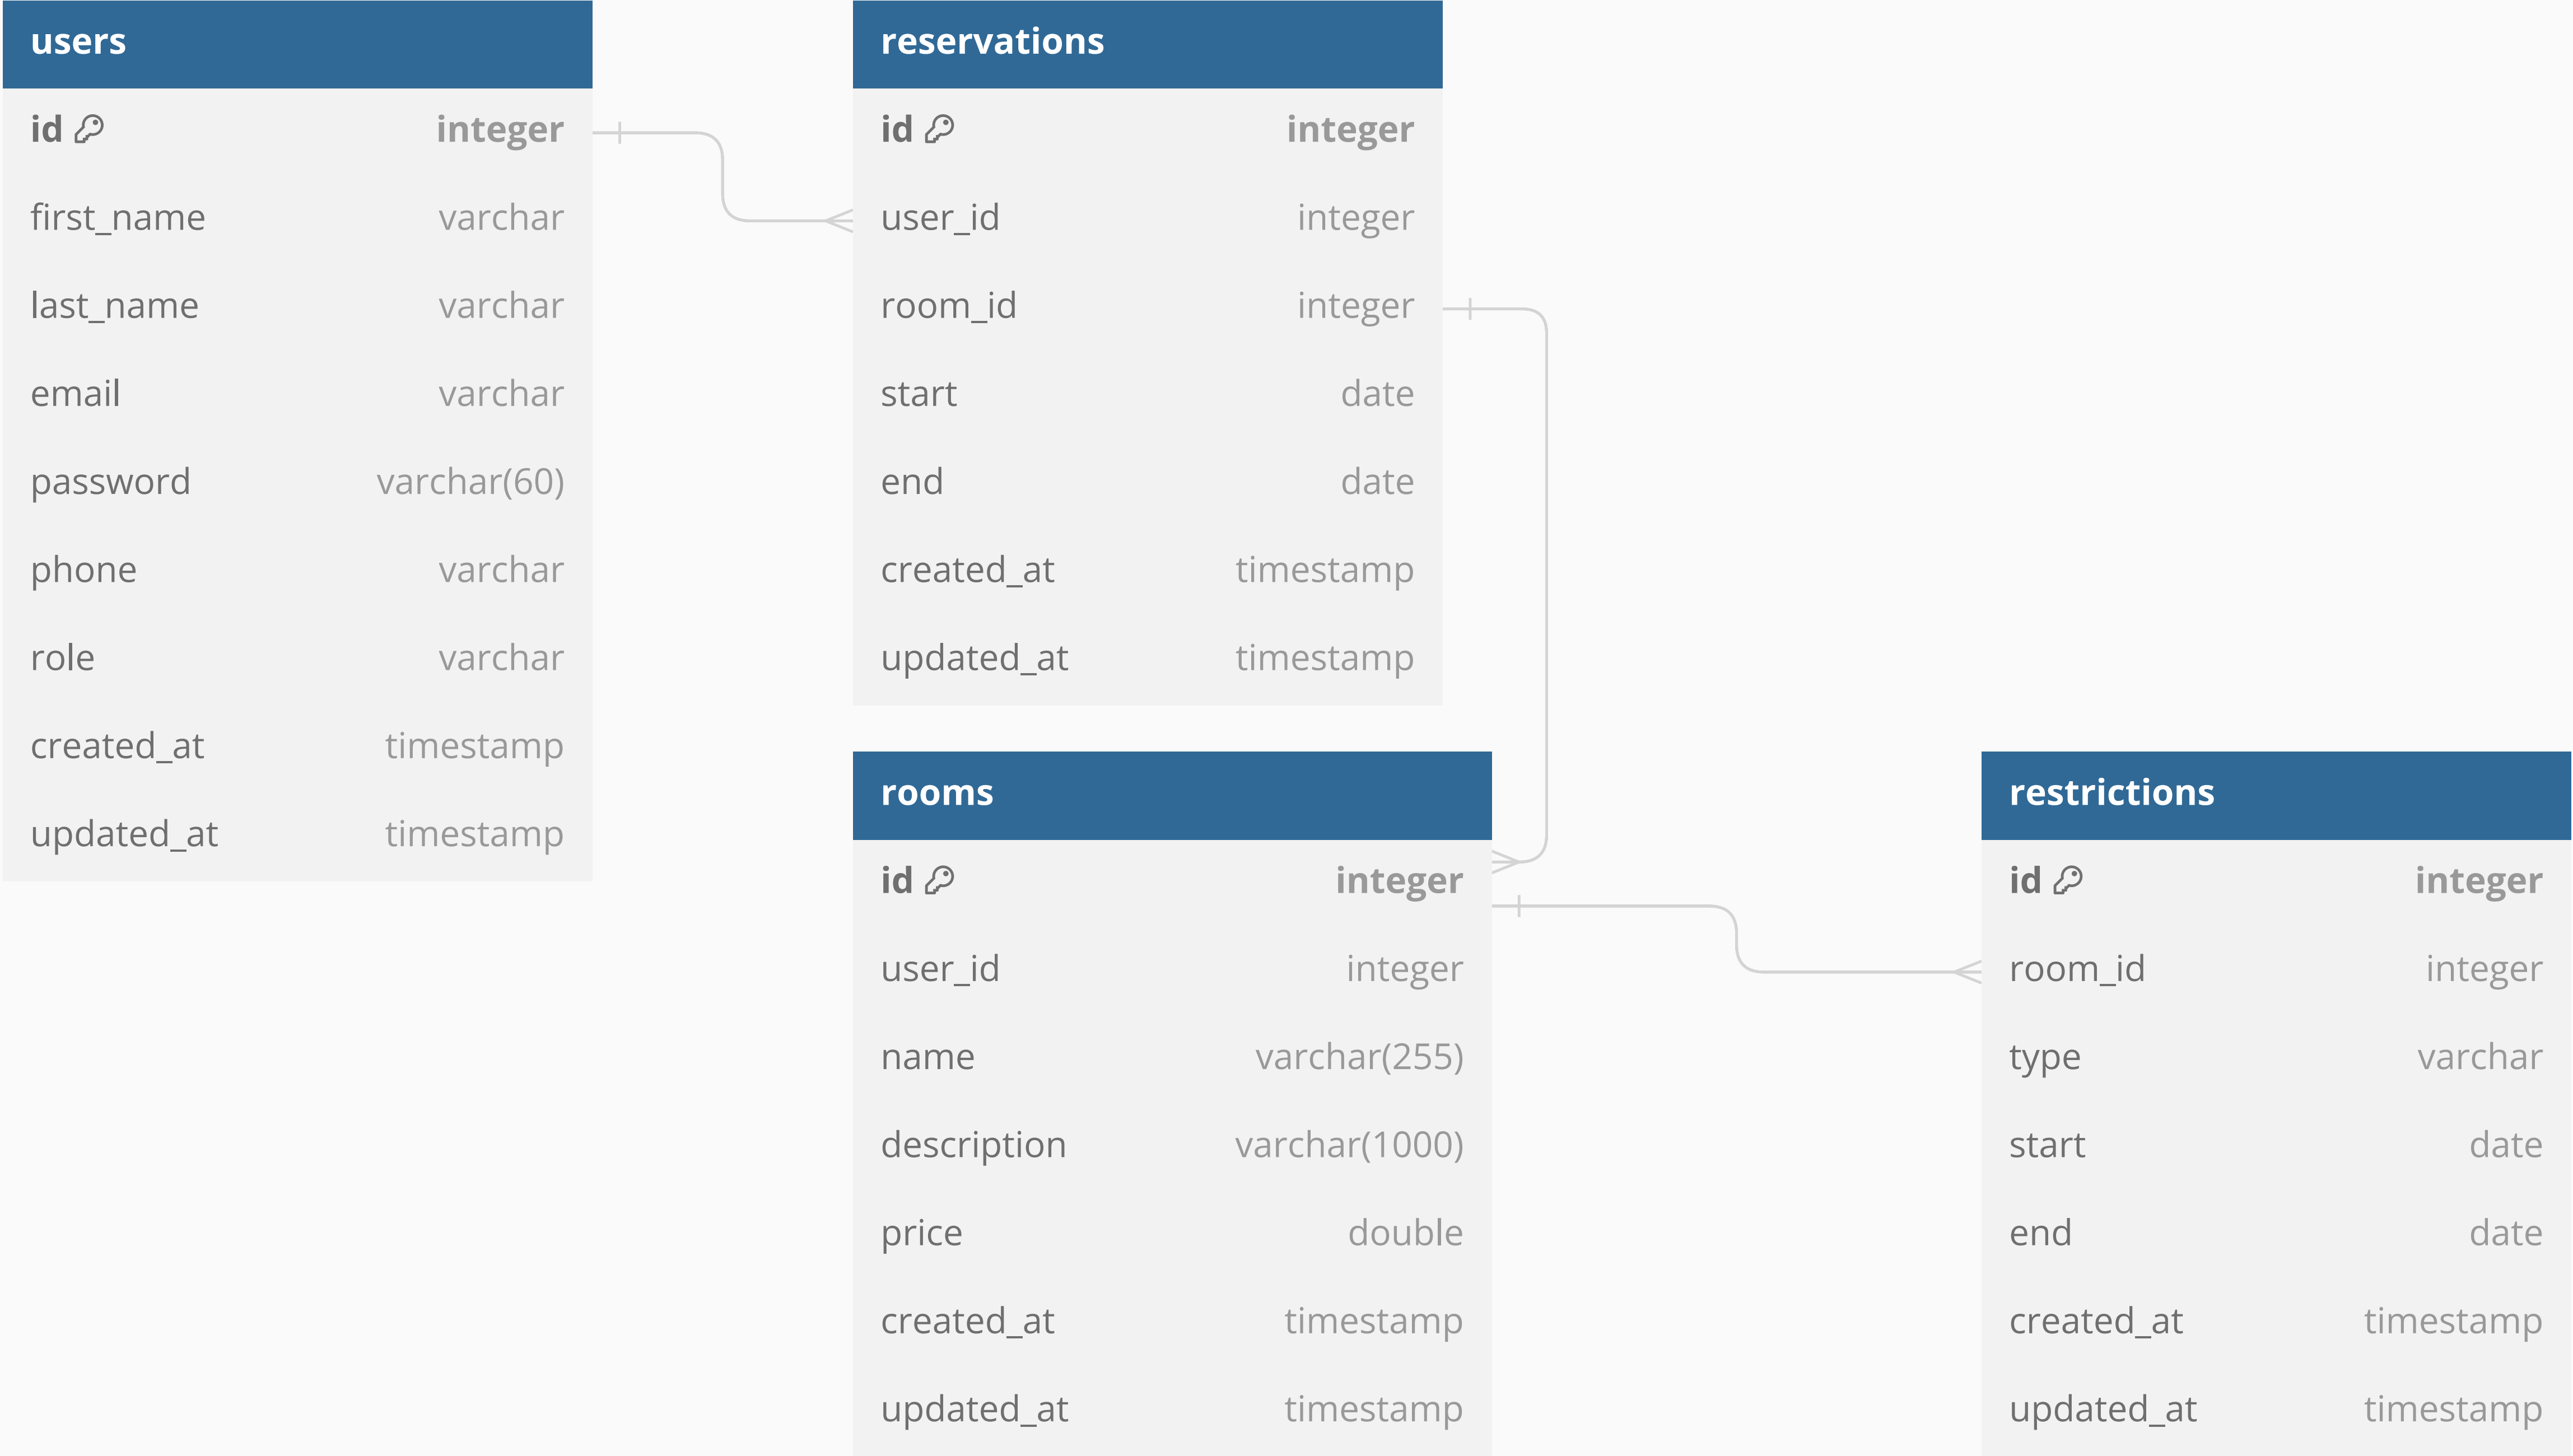 users
id integer
first_name varchar
last_name varchar
email varchar
password varchar(60)
phone varchar
role varchar
created_at timestamp
updated_at timestamp
reservations
id integer
user_id integer
room_id integer
start date
end date
created_at timestamp
updated_at timestamp
rooms
id integer
user_id integer
name varchar(255)
description varchar(1000)
price double
created_at timestamp
updated_at timestamp
restrictions
id integer
room_id integer
type varchar
start date
end date
created_at timestamp
updated_at timestamp